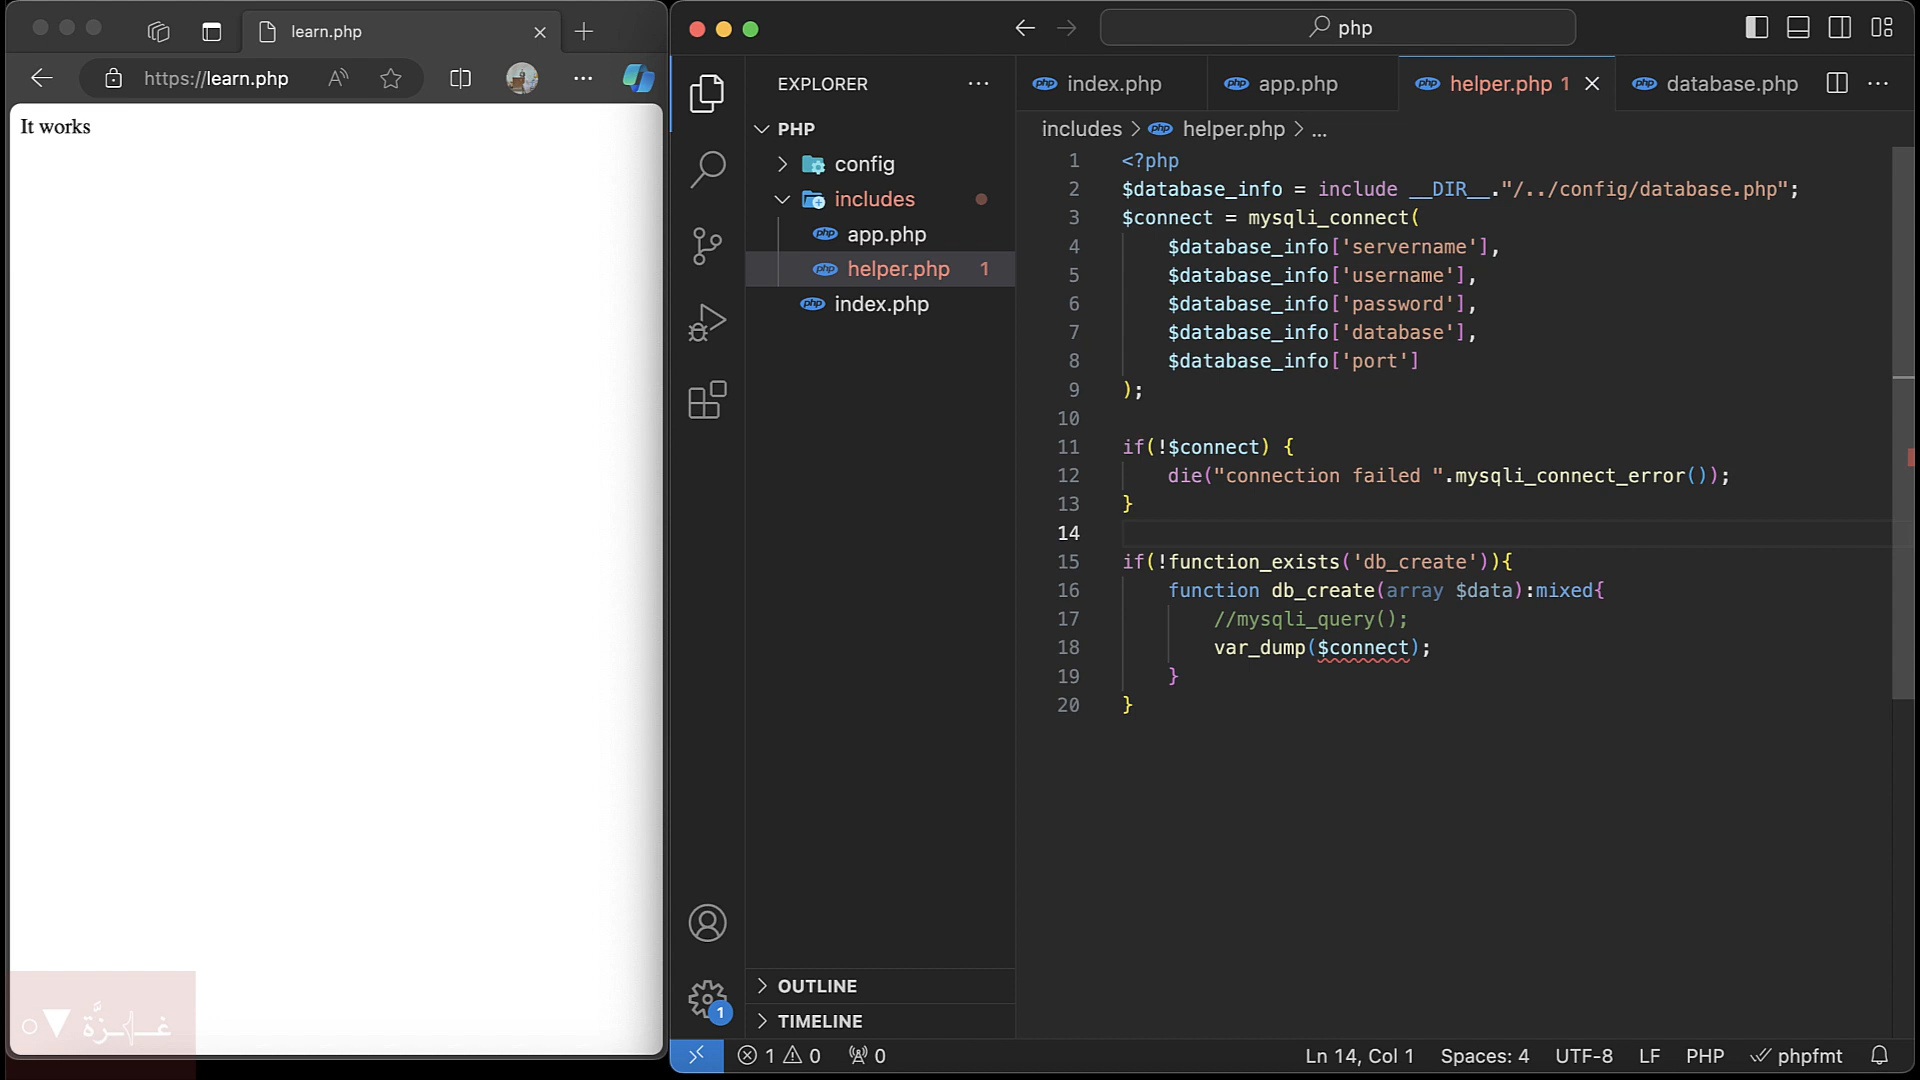 learn.php
https://learn.php
It works
غـزَّة
php
EXPLORER
PHP
config
includes
app.php
helper.php 1
index.php
OUTLINE
TIMELINE
index.php
app.php
helper.php 1
database.php
includes > helper.php > ...
1 <?php
2 $database_info = include __DIR__."/../config/database.php";
3 $connect = mysqli_connect(
4 $database_info['servername'],
5 $database_info['username'],
6 $database_info['password'],
7 $database_info['database'],
8 $database_info['port']
9 );
10
11 if(!$connect) {
12 die("connection failed ".mysqli_connect_error());
13 }
14
15 if(!function_exists('db_create')){
16 function db_create(array $data):mixed{
17 //mysqli_query();
18 var_dump($connect);
19 }
20 }
1
1 0 0
Ln 14, Col 1 Spaces: 4 UTF-8 LF PHP phpfmt